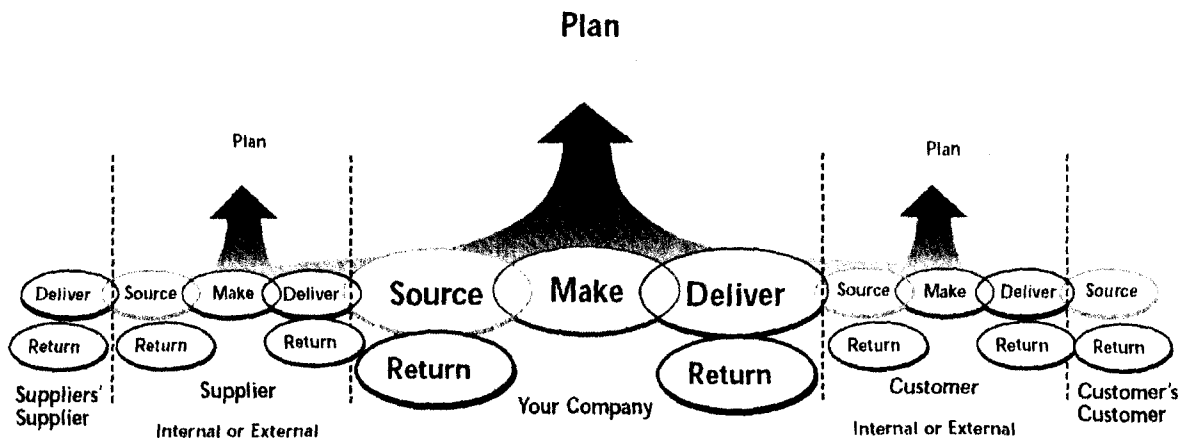 Plan
Plan
Plan
Deliver
Source
Make
Deliver
Source
Make
Deliver
Source
Make
Deliver
Source
Return
Return
Return
Return
Return
Return
Return
Return
Suppliers'
Supplier
Supplier
Your Company
Customer
Customer's
Customer
Internal or External
Internal or External